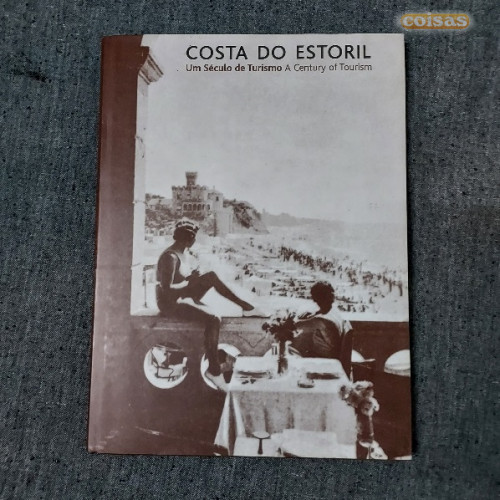 coisas
COSTA DO ESTORIL
Um Século de Turismo A Century of Tourism